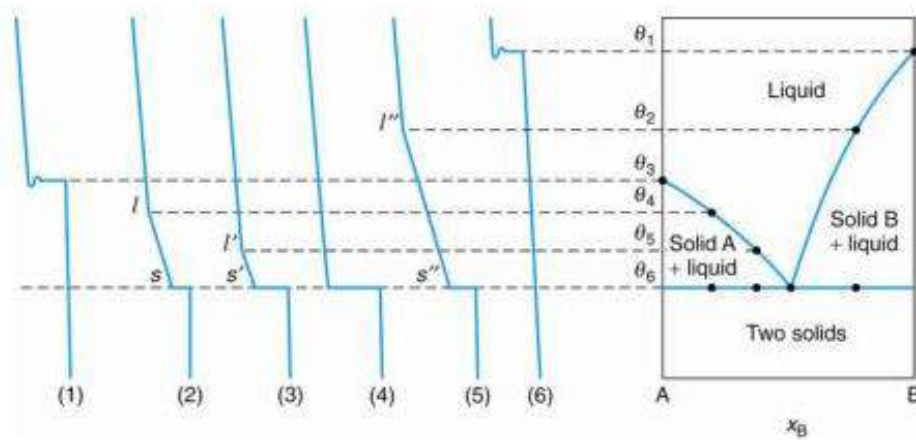 θ1
Liquid
l″
θ2
θ3
l
θ4
Solid B
+ liquid
l′
θ5
Solid A
+ liquid
s
s′
s″
θ6
Two solids
(1)
(2)
(3)
(4)
(5)
(6)
A
B
xB